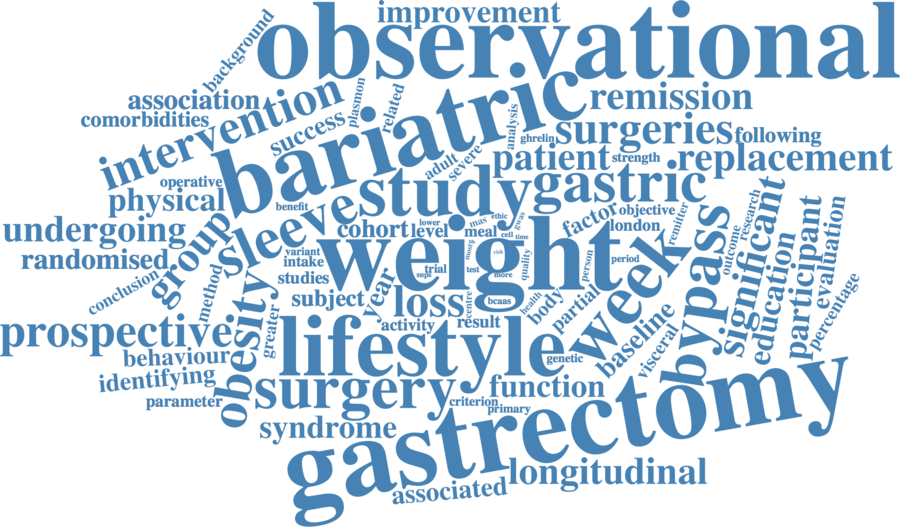 improvement
observational
background
association
comorbidities
intervention
success
plasmon
related
bariatric
analysis
ghrelin
remission
surgeries
following
adult
severe
patient
strength
replacement
operative
physical
benefit
study
gastric
undergoing
randomised
group
sleeve
cohort
level
lower
mas
meal
ethic
cell
gwas
time
factor
objective
london
remitter
research
outcome
significant
bypass
education
participant
evaluation
percentage
conclusion
method
variant
intake
studies
subject
weight
year
trial
test
risk
more
quality
person
period
week
prospective
behaviour
identifying
parameter
obesity
greater
loss
centre
bcaas
health
body
partial
activity
result
lifestyle
genetic
baseline
visceral
surgery
function
criterion
primary
syndrome
gastrectomy
associated
longitudinal